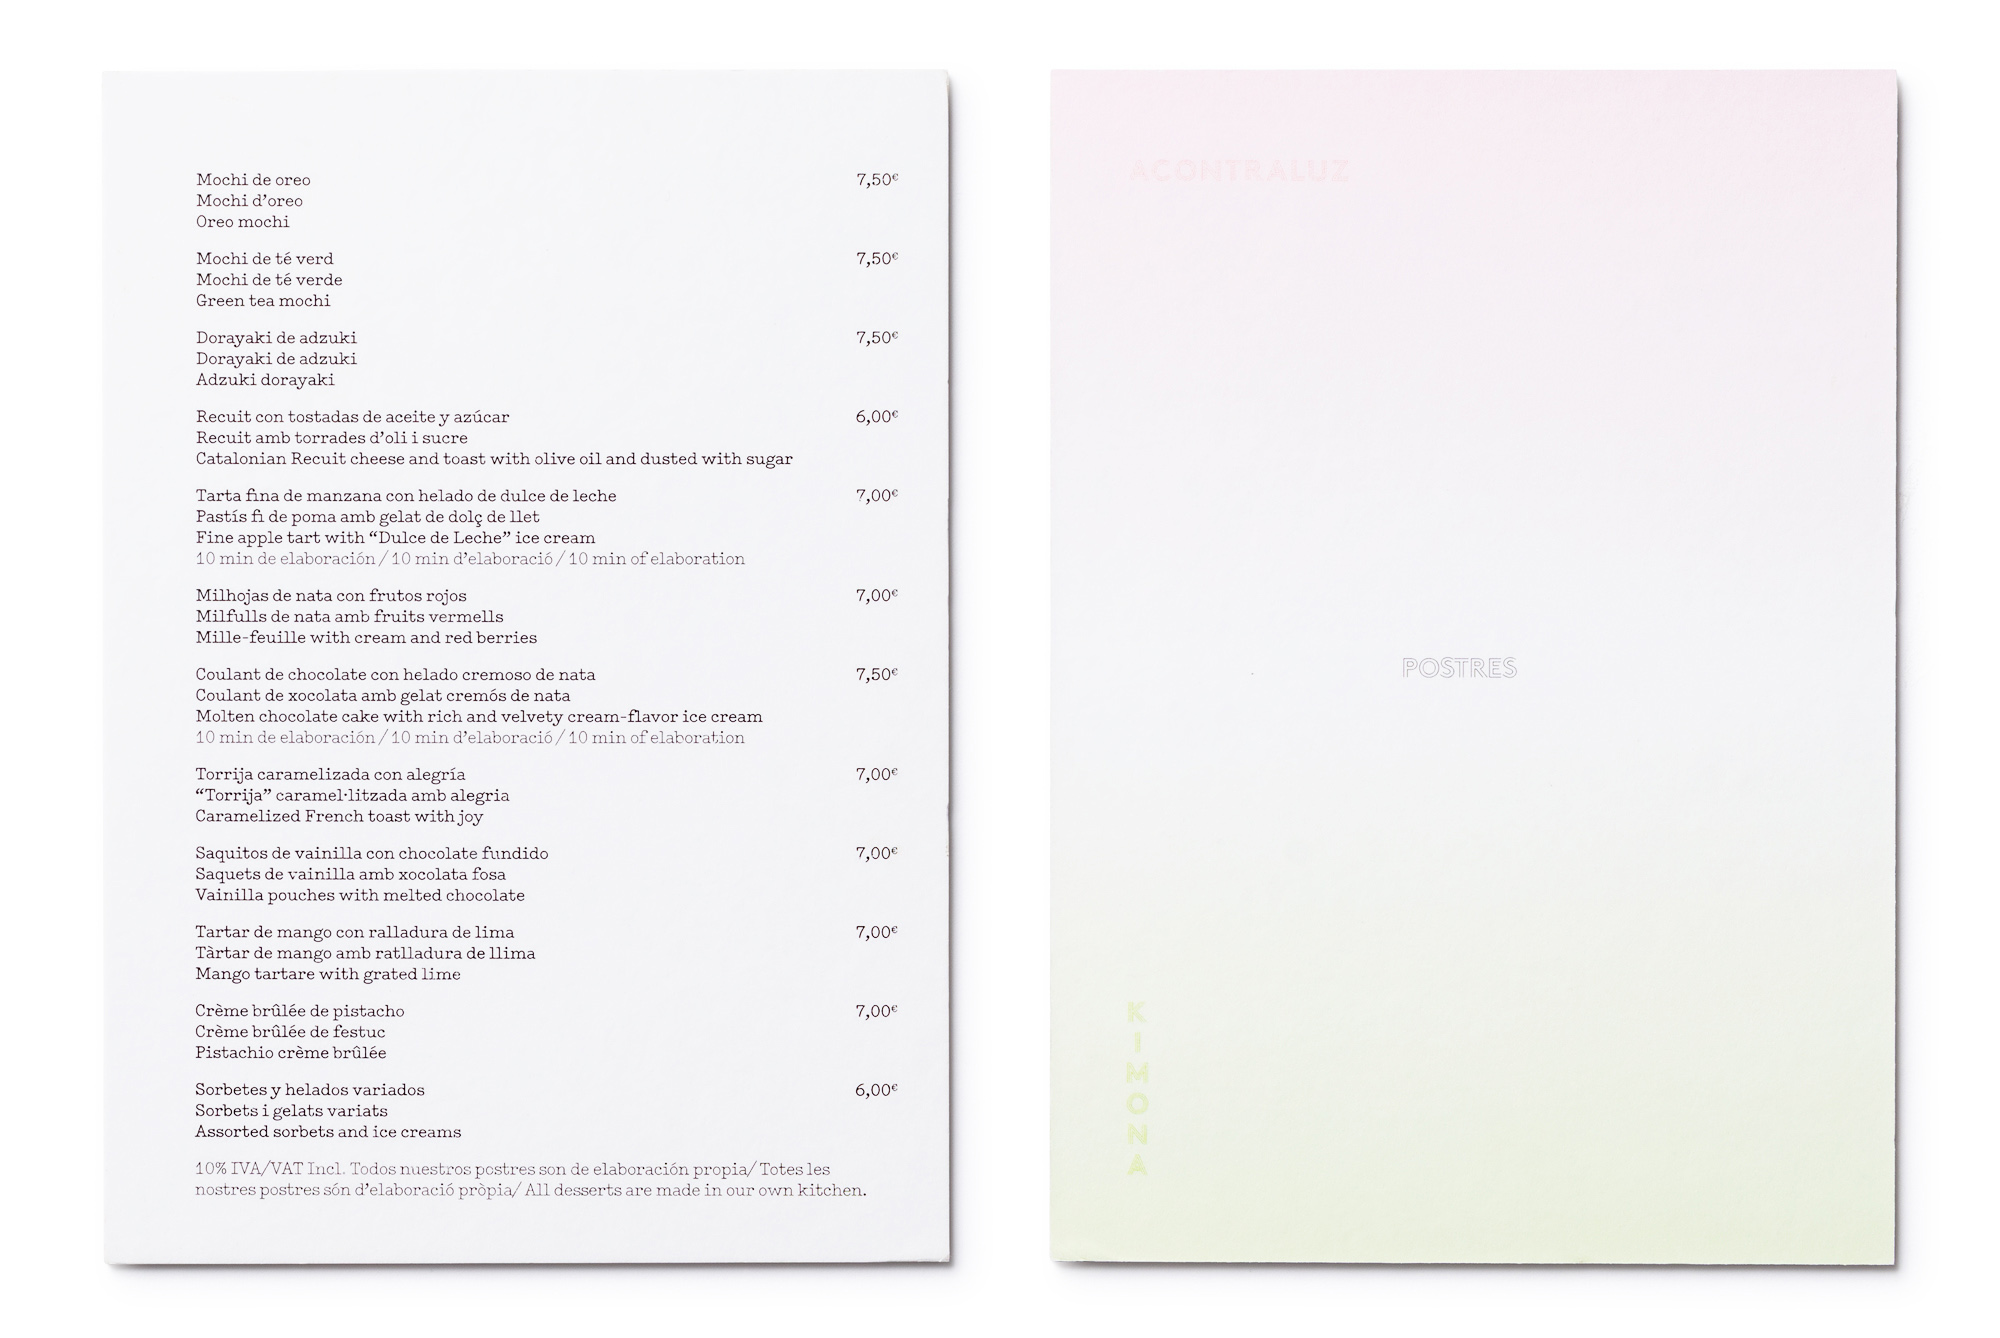 Mochi de oreo 7,50€
Mochi d’oreo
Oreo mochi
Mochi de té verd 7,50€
Mochi de té verde
Green tea mochi
Dorayaki de adzuki 7,50€
Dorayaki de adzuki
Adzuki dorayaki
Recuit con tostadas de aceite y azúcar 6,00€
Recuit amb torrades d’oli i sucre
Catalonian Recuit cheese and toast with olive oil and dusted with sugar
Tarta fina de manzana con helado de dulce de leche 7,00€
Pastís fi de poma amb gelat de dolç de llet
Fine apple tart with “Dulce de Leche” ice cream
10 min de elaboración / 10 min d’elaboració / 10 min of elaboration
Milhojas de nata con frutos rojos 7,00€
Milfulls de nata amb fruits vermells
Mille-feuille with cream and red berries
Coulant de chocolate con helado cremoso de nata 7,50€
Coulant de xocolata amb gelat cremós de nata
Molten chocolate cake with rich and velvety cream-flavor ice cream
10 min de elaboración / 10 min d’elaboració / 10 min of elaboration
Torrija caramelizada con alegría 7,00€
“Torrija” caramel·litzada amb alegria
Caramelized French toast with joy
Saquitos de vainilla con chocolate fundido 7,00€
Saquets de vainilla amb xocolata fosa
Vainilla pouches with melted chocolate
Tartar de mango con ralladura de lima 7,00€
Tàrtar de mango amb ratlladura de llima
Mango tartare with grated lime
Crème brûlée de pistacho 7,00€
Crème brûlée de festuc
Pistachio crème brûlée
Sorbetes y helados variados 6,00€
Sorbets i gelats variats
Assorted sorbets and ice creams
10% IVA/VAT Incl. Todos nuestros postres son de elaboración propia/ Totes les
nostres postres són d’elaboració pròpia/ All desserts are made in our own kitchen.
ACONTRALUZ
POSTRES
KIMONA